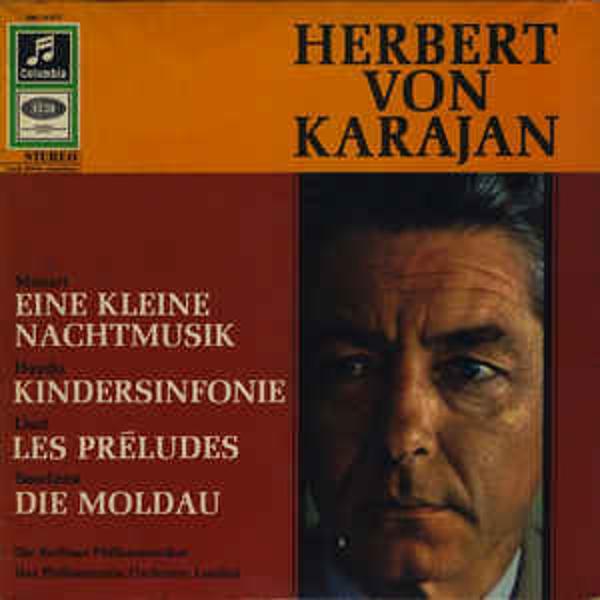 Columbia
EMI
STEREO
HERBERT
VON
KARAJAN
Mozart
EINE KLEINE
NACHTMUSIK
Haydn
KINDERSINFONIE
Liszt
LES PRÉLUDES
Smetana
DIE MOLDAU
Die Berliner Philharmoniker
Das Philharmonia Orchester, London